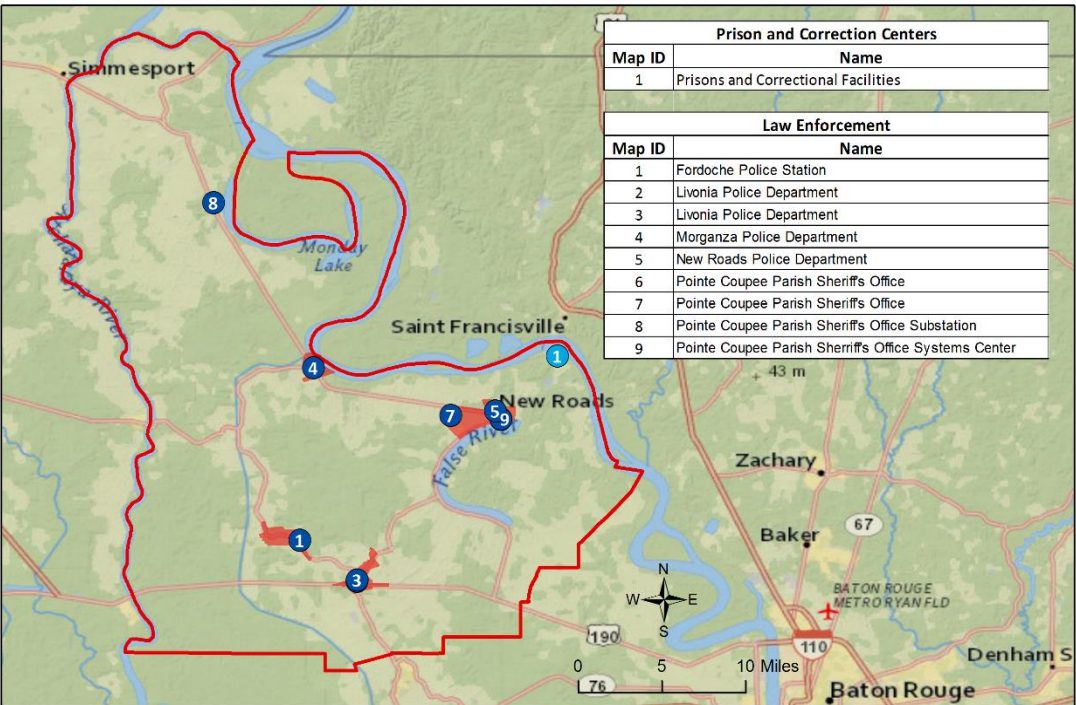 Prison and Correction Centers
Map ID Name
1 Prisons and Correctional Facilities
Law Enforcement
Map ID Name
1 Fordoche Police Station
2 Livonia Police Department
3 Livonia Police Department
4 Morganza Police Department
5 New Roads Police Department
6 Pointe Coupee Parish Sheriff's Office
7 Pointe Coupee Parish Sheriff's Office
8 Pointe Coupee Parish Sheriff's Office Substation
9 Pointe Coupee Parish Sherriff's Office Systems Center
Simmesport
8
Monday
Lake
River
Saint Francisville
1
4
43 m
New Roads
7
5
9
False River
Zachary
67
Baker
1
3
N
W E
S
BATON ROUGE
METRO RYAN FLD
190
110
0 5 10 Miles
Denham S
76
Baton Rouge